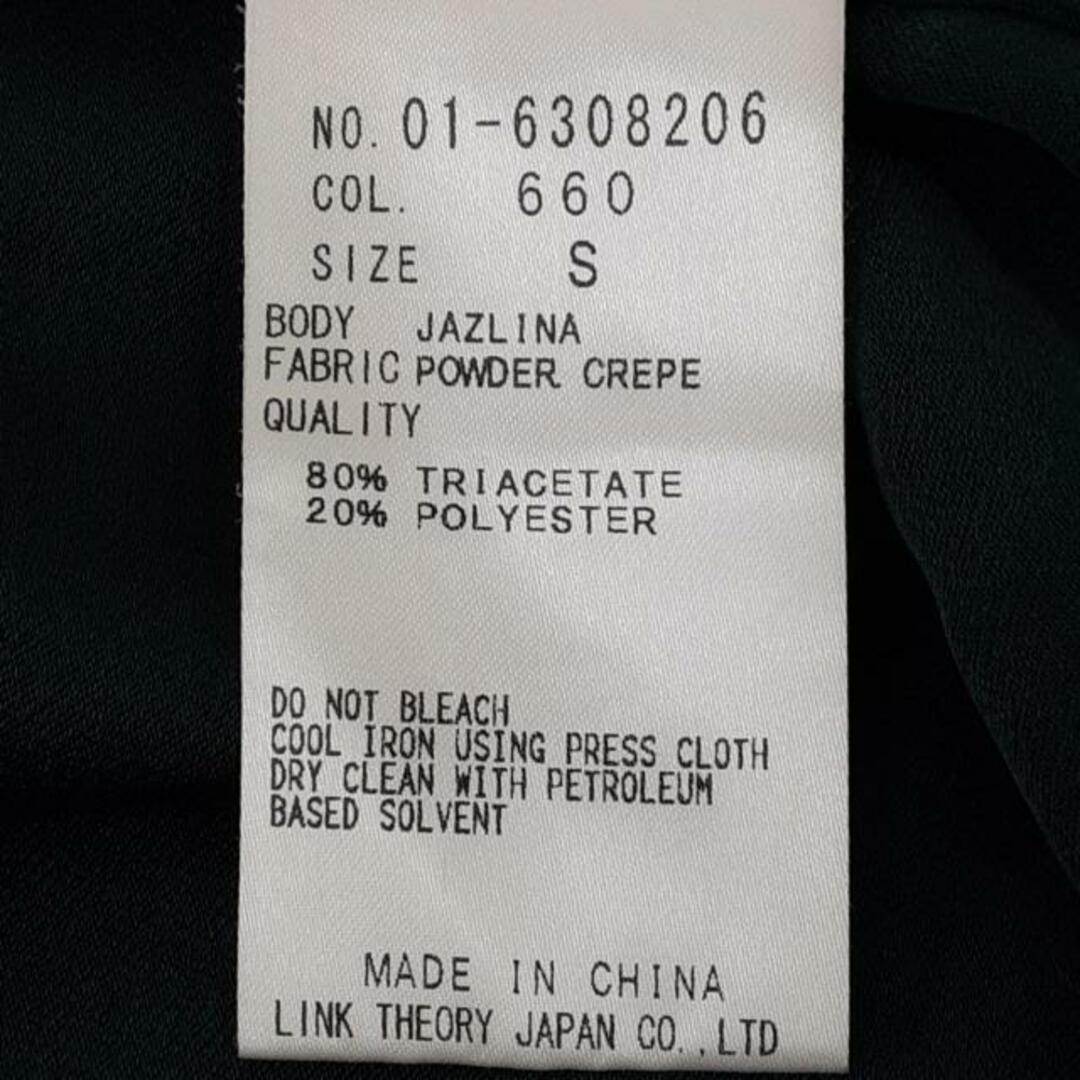 NO. 01-6308206
COL. 660
SIZE S
BODY JAZLINA
FABRIC POWDER CREPE
QUALITY
80% TRIACETATE
20% POLYESTER
DO NOT BLEACH
COOL IRON USING PRESS CLOTH
DRY CLEAN WITH PETROLEUM
BASED SOLVENT
MADE IN CHINA
LINK THEORY JAPAN CO.,LTD